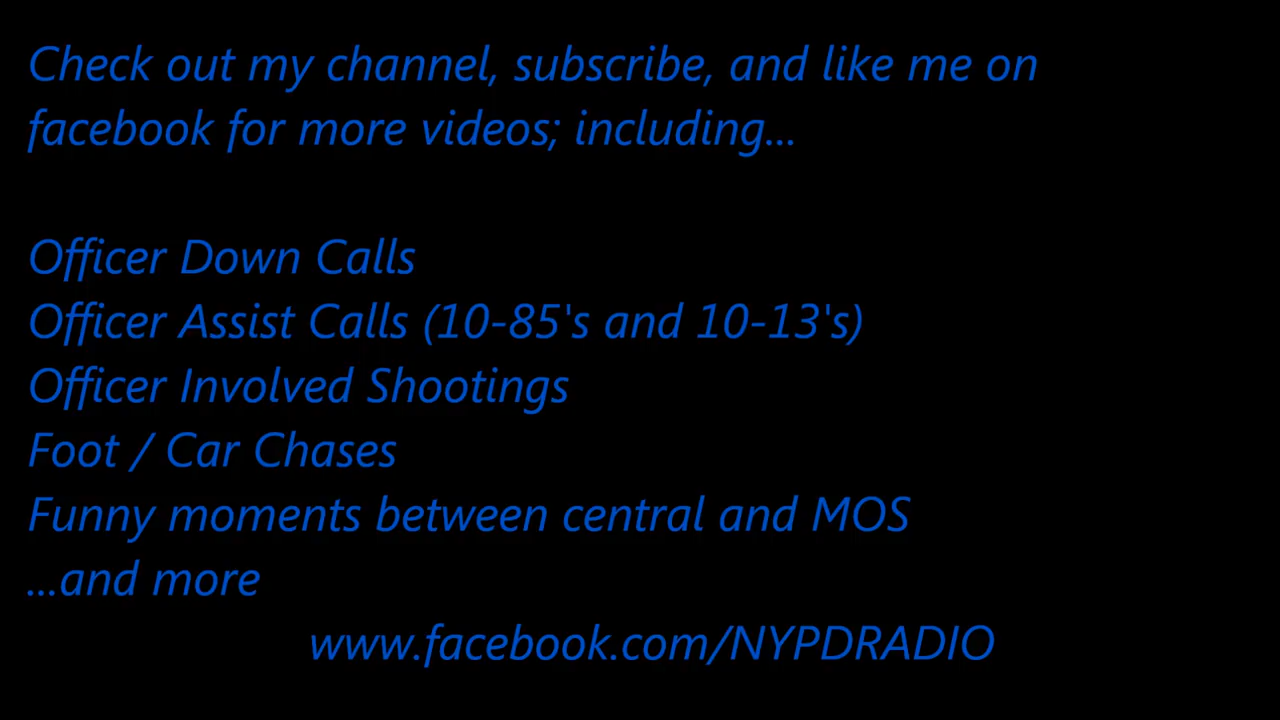 Check out my channel, subscribe, and like me on
facebook for more videos; including...
Officer Down Calls
Officer Assist Calls (10-85's and 10-13's)
Officer Involved Shootings
Foot / Car Chases
Funny moments between central and MOS
...and more
www.facebook.com/NYPDRADIO